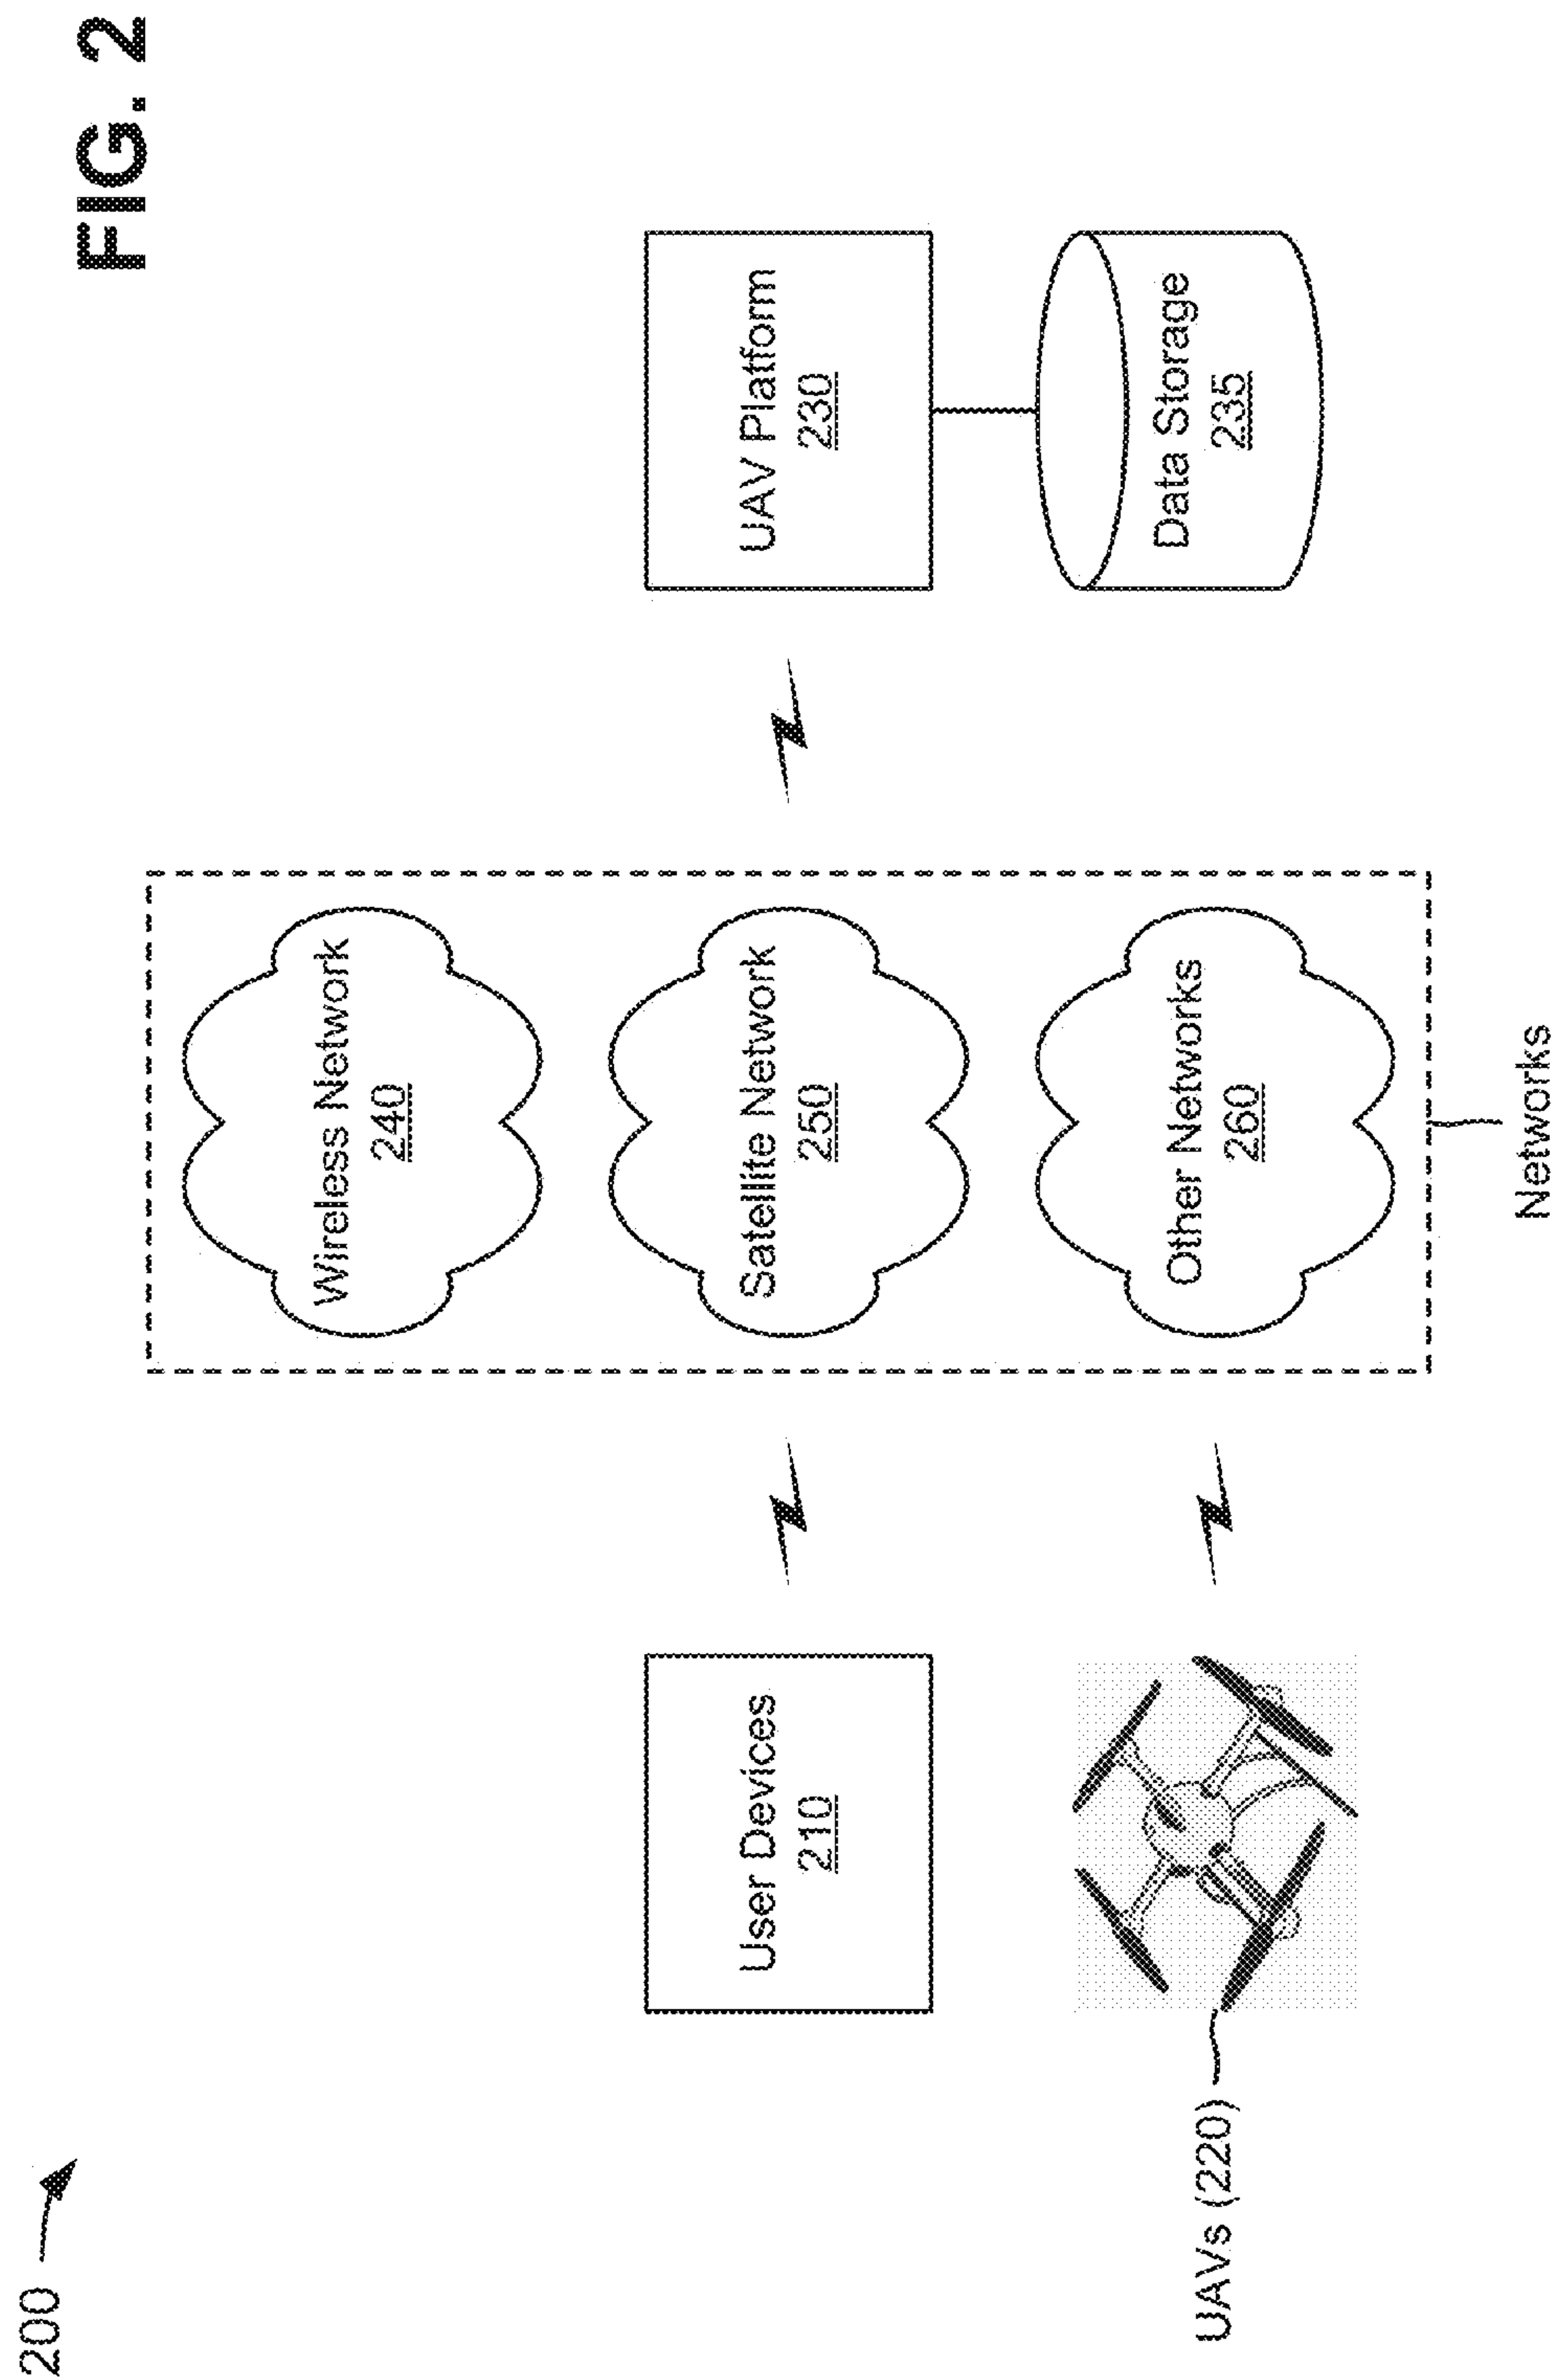 FIG. 2
200
Wireless Network
240
User Devices
210
Satellite Network
250
UAV Platform
230
UAVs (220)
Other Networks
260
Data Storage
235
Networks